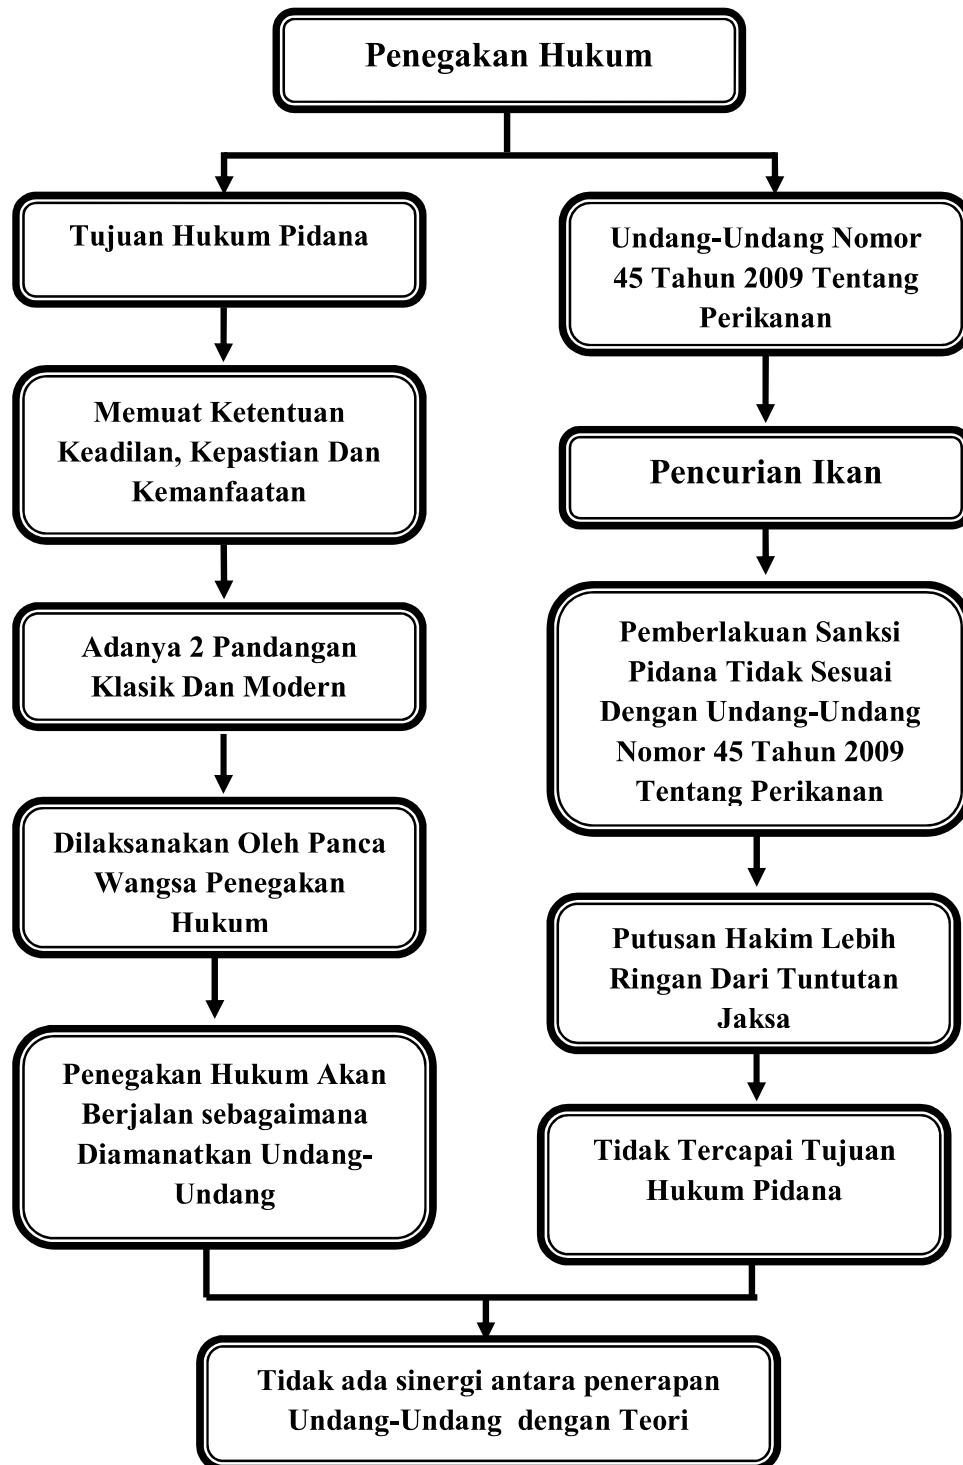 Penegakan Hukum
Tujuan Hukum Pidana
Memuat Ketentuan
Keadilan, Kepastian Dan
Kemanfaatan
Adanya 2 Pandangan
Klasik Dan Modern
Dilaksanakan Oleh Panca
Wangsa Penegakan
Hukum
Penegakan Hukum Akan
Berjalan sebagaimana
Diamanatkan Undang-
Undang
Undang-Undang Nomor
45 Tahun 2009 Tentang
Perikanan
Pencurian Ikan
Pemberlakuan Sanksi
Pidana Tidak Sesuai
Dengan Undang-Undang
Nomor 45 Tahun 2009
Tentang Perikanan
Putusan Hakim Lebih
Ringan Dari Tuntutan
Jaksa
Tidak Tercapai Tujuan
Hukum Pidana
Tidak ada sinergi antara penerapan
Undang-Undang  dengan Teori